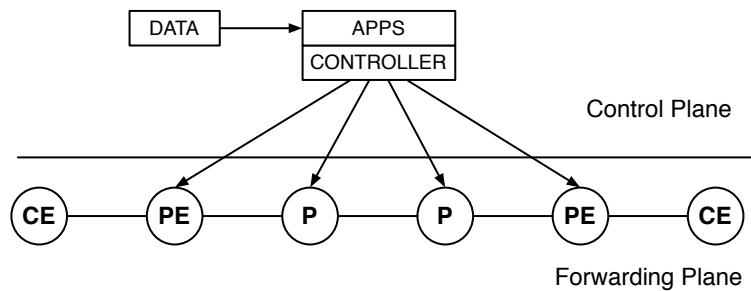 DATA
APPS
CONTROLLER
Control Plane
CE PE P P PE CE
Forwarding Plane